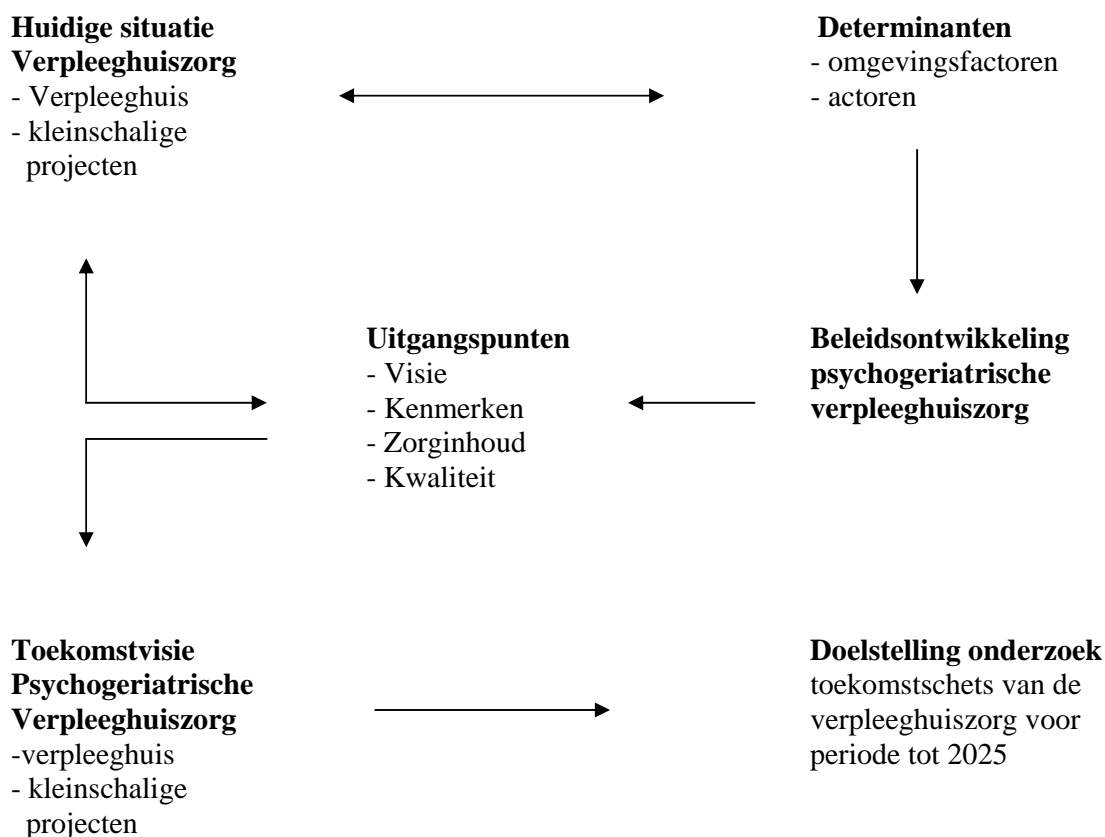 Huidige situatie
Verpleeghuiszorg
- Verpleeghuis
- kleinschalige
projecten
Determinanten
- omgevingsfactoren
- actoren
Uitgangspunten
- Visie
- Kenmerken
- Zorginhoud
- Kwaliteit
Beleidsontwikkeling
psychogeriatrische
verpleeghuiszorg
Toekomstvisie
Psychogeriatrische
Verpleeghuiszorg
-verpleeghuis
- kleinschalige
projecten
Doelstelling onderzoek
toekomstschets van de
verpleeghuiszorg voor
periode tot 2025